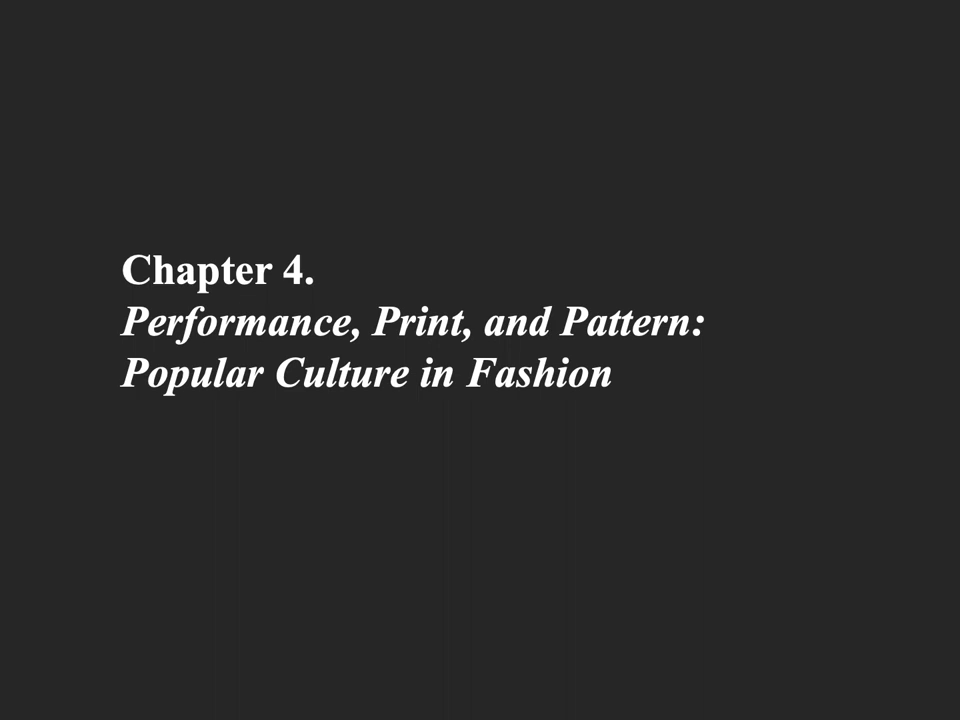 Chapter 4.
Performance, Print, and Pattern:
Popular Culture in Fashion